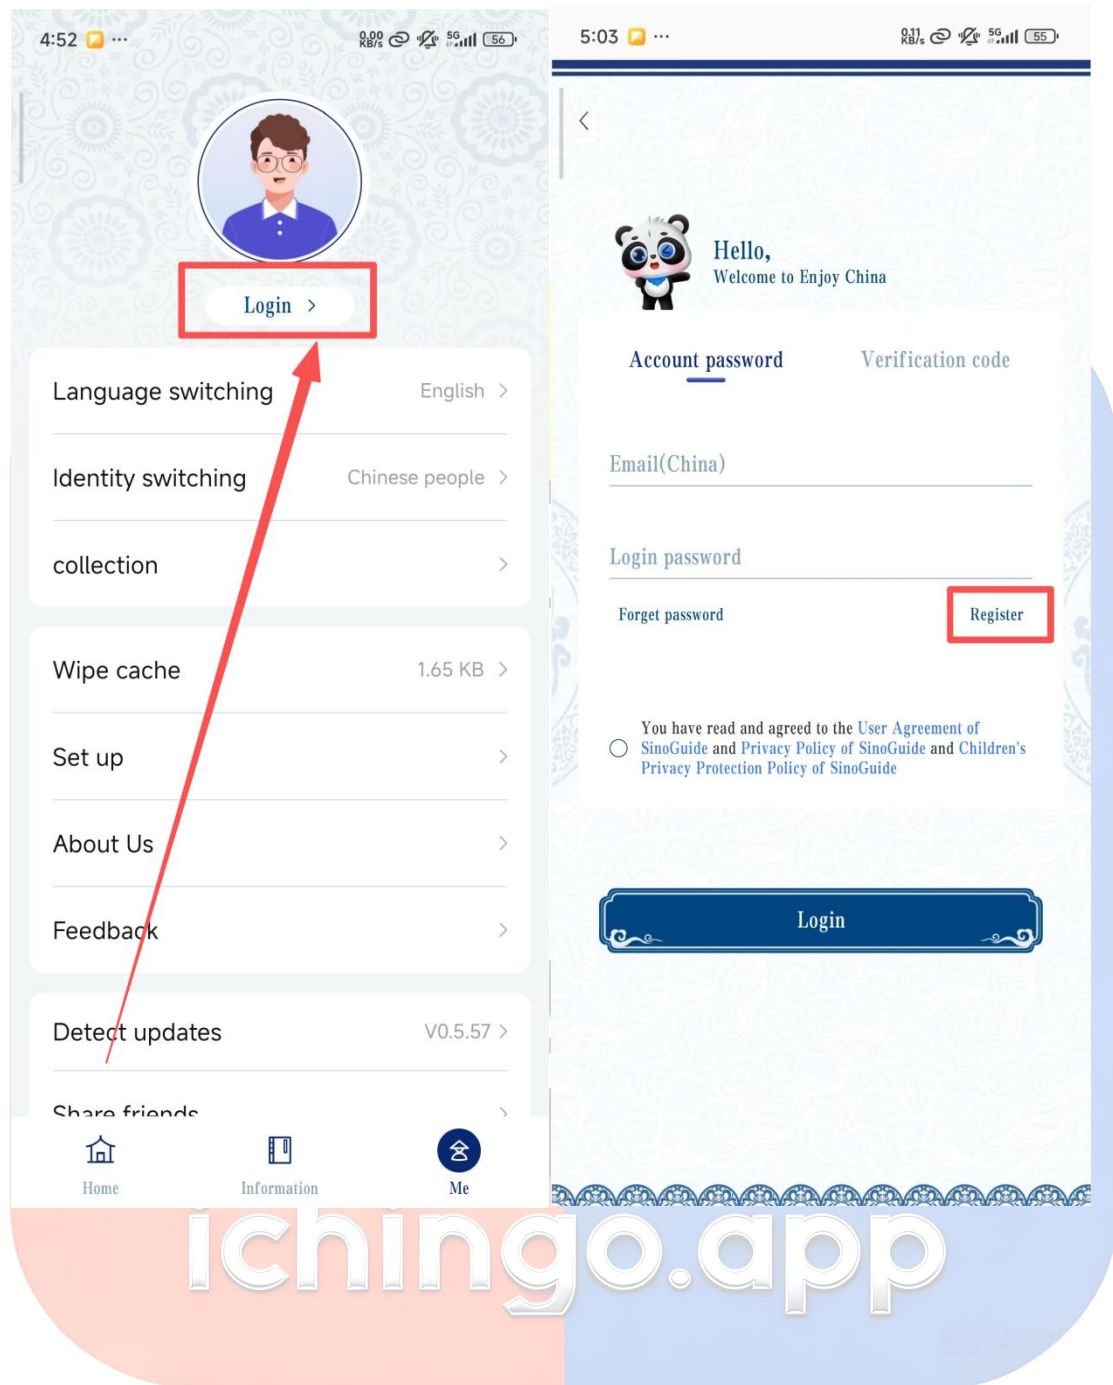 4:52 ...
0.00 KB/s 5G 56
Login >
Language switching English >
Identity switching Chinese people >
collection >
Wipe cache 1.65 KB >
Set up >
About Us >
Feedback >
Detect updates V0.5.57 >
Share friends >
Home Information Me
5:03 ...
0.11 KB/s 5G 55
<
Hello,
Welcome to Enjoy China
Account password Verification code
Email(China)
Login password
Forget password Register
You have read and agreed to the User Agreement of
SinoGuide and Privacy Policy of SinoGuide and Children's
Privacy Protection Policy of SinoGuide
Login
ichingo.app